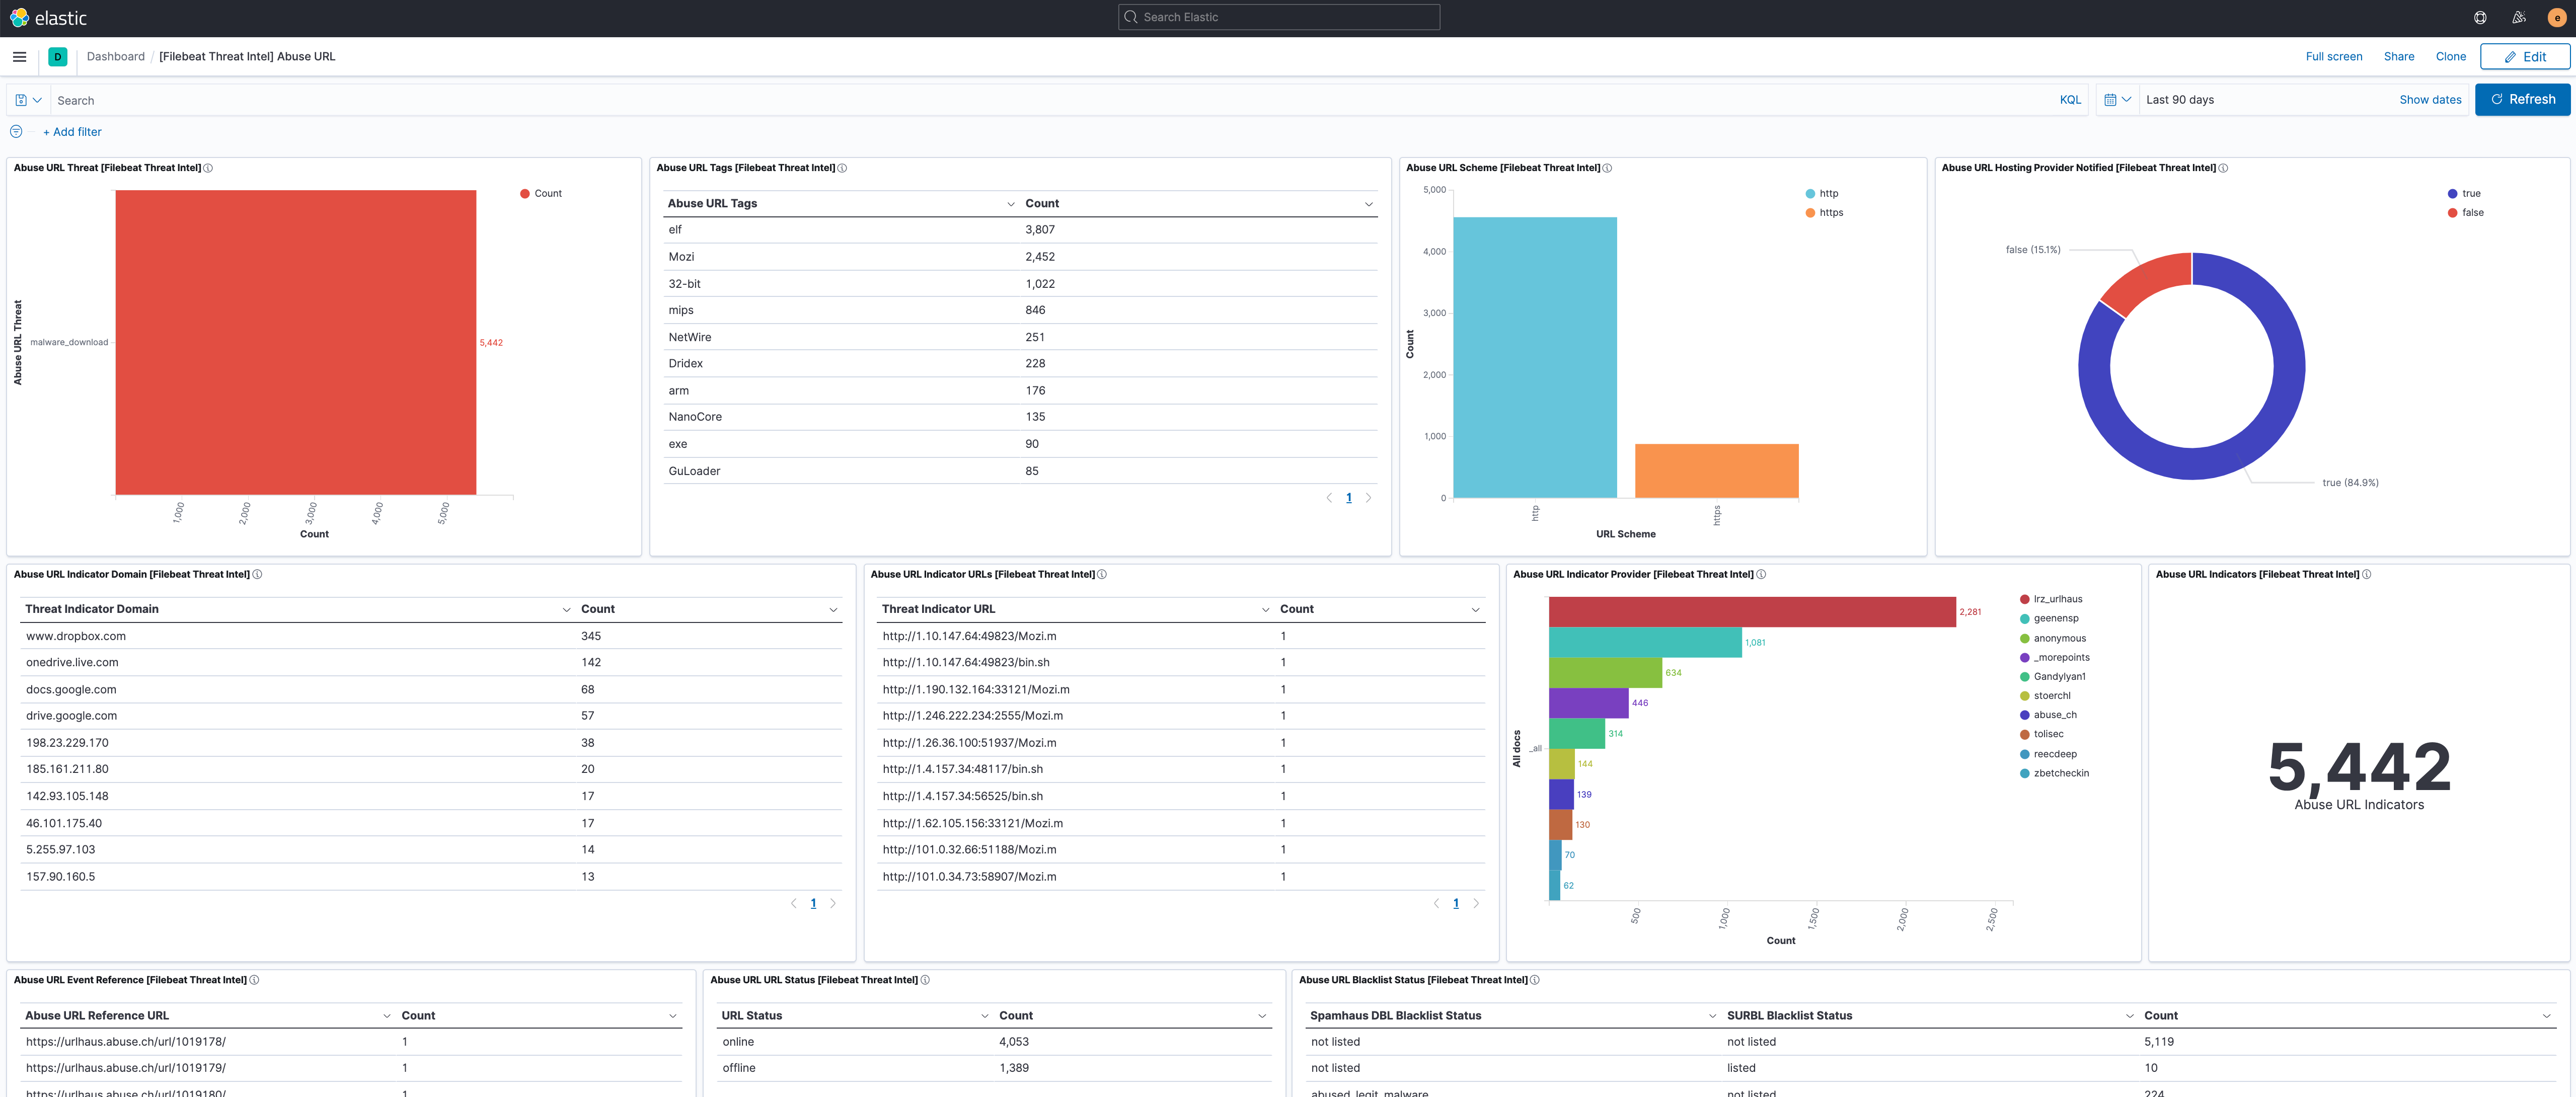 elastic
Search Elastic
e
D
Dashboard / [Filebeat Threat Intel] Abuse URL
Full screen Share Clone Edit
Search
KQL
Last 90 days
Show dates
Refresh
+ Add filter
Abuse URL Threat [Filebeat Threat Intel]
Count
Abuse URL Threat
malware_download
5,442
1,000 2,000 3,000 4,000 5,000
Count
Abuse URL Tags [Filebeat Threat Intel]
Abuse URL Tags Count
elf 3,807
Mozi 2,452
32-bit 1,022
mips 846
NetWire 251
Dridex 228
arm 176
NanoCore 135
exe 90
GuLoader 85
1
Abuse URL Scheme [Filebeat Threat Intel]
http
https
5,000
4,000
3,000
2,000
1,000
0
Count
http https
URL Scheme
Abuse URL Hosting Provider Notified [Filebeat Threat Intel]
true
false
false (15.1%)
true (84.9%)
Abuse URL Indicator Domain [Filebeat Threat Intel]
Threat Indicator Domain Count
www.dropbox.com 345
onedrive.live.com 142
docs.google.com 68
drive.google.com 57
198.23.229.170 38
185.161.211.80 20
142.93.105.148 17
46.101.175.40 17
5.255.97.103 14
157.90.160.5 13
1
Abuse URL Indicator URLs [Filebeat Threat Intel]
Threat Indicator URL Count
http://1.10.147.64:49823/Mozi.m 1
http://1.10.147.64:49823/bin.sh 1
http://1.190.132.164:33121/Mozi.m 1
http://1.246.222.234:2555/Mozi.m 1
http://1.26.36.100:51937/Mozi.m 1
http://1.4.157.34:48117/bin.sh 1
http://1.4.157.34:56525/bin.sh 1
http://1.62.105.156:33121/Mozi.m 1
http://101.0.32.66:51188/Mozi.m 1
http://101.0.34.73:58907/Mozi.m 1
1
Abuse URL Indicator Provider [Filebeat Threat Intel]
All docs
_all
2,281
1,081
634
446
314
144
139
130
70
62
500 1,000 1,500 2,000 2,500
Count
lrz_urlhaus
geenensp
anonymous
_morepoints
Gandylyan1
stoerchl
abuse_ch
tolisec
reecdeep
zbetcheckin
Abuse URL Indicators [Filebeat Threat Intel]
5,442
Abuse URL Indicators
Abuse URL Event Reference [Filebeat Threat Intel]
Abuse URL Reference URL Count
https://urlhaus.abuse.ch/url/1019178/ 1
https://urlhaus.abuse.ch/url/1019179/ 1
https://urlhaus.abuse.ch/url/1019180/ 1
Abuse URL URL Status [Filebeat Threat Intel]
URL Status Count
online 4,053
offline 1,389
Abuse URL Blacklist Status [Filebeat Threat Intel]
Spamhaus DBL Blacklist Status SURBL Blacklist Status Count
not listed not listed 5,119
not listed listed 10
abused_legit_malware not listed 224